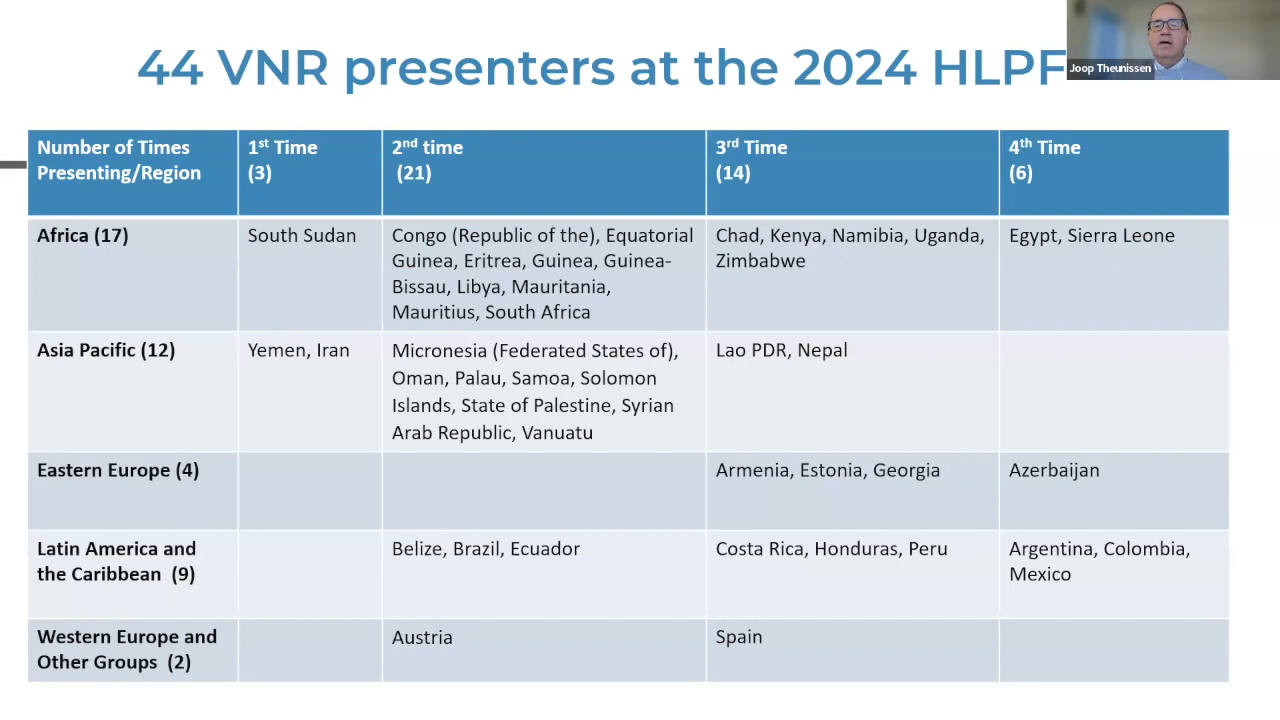 44 VNR presenters at the 2024 HLPF
Joop Theunissen
Number of Times
Presenting/Region
1st Time
(3)
2nd time
(21)
3rd Time
(14)
4th Time
(6)
Africa (17)
South Sudan
Congo (Republic of the), Equatorial
Guinea, Eritrea, Guinea, Guinea-
Bissau, Libya, Mauritania,
Mauritius, South Africa
Chad, Kenya, Namibia, Uganda,
Zimbabwe
Egypt, Sierra Leone
Asia Pacific (12)
Yemen, Iran
Micronesia (Federated States of),
Oman, Palau, Samoa, Solomon
Islands, State of Palestine, Syrian
Arab Republic, Vanuatu
Lao PDR, Nepal
Eastern Europe (4)
Armenia, Estonia, Georgia
Azerbaijan
Latin America and
the Caribbean (9)
Belize, Brazil, Ecuador
Costa Rica, Honduras, Peru
Argentina, Colombia,
Mexico
Western Europe and
Other Groups (2)
Austria
Spain